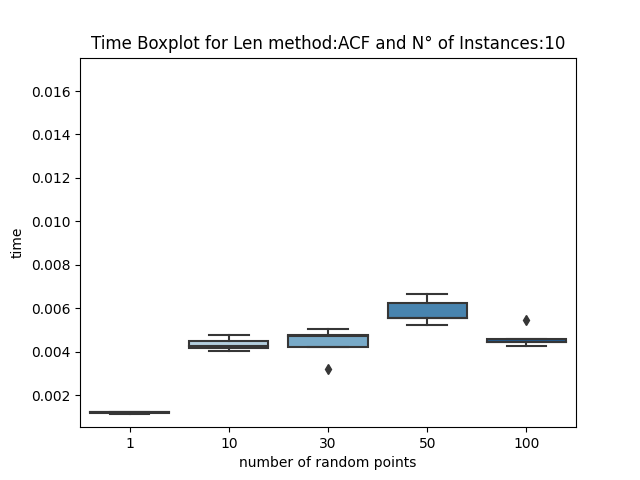 Time Boxplot for Len method:ACF and N° of Instances:10
0.016
0.014
0.012
0.010
0.008
0.006
0.004
0.002
time
1 10 30 50 100
number of random points